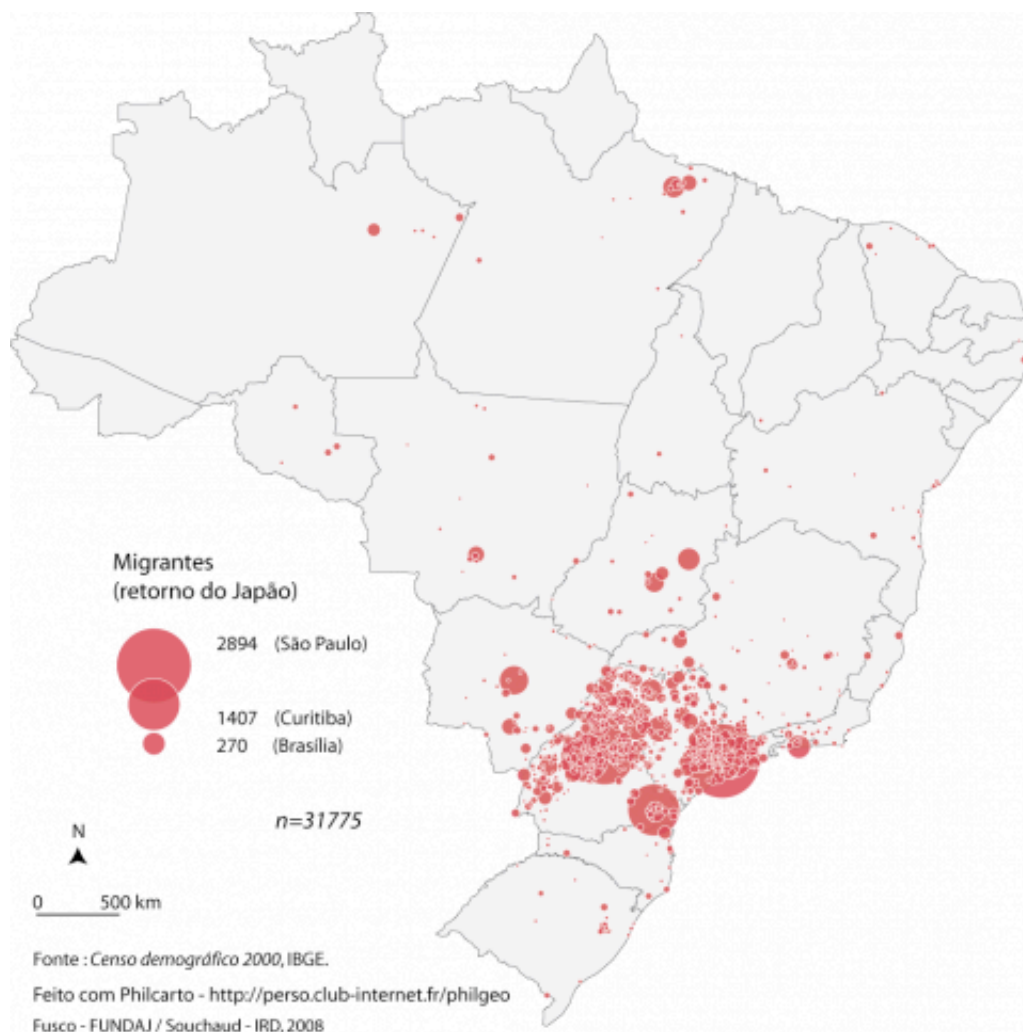 Migrantes
(retorno do Japão)
2894 (São Paulo)
1407 (Curitiba)
270 (Brasília)
n=31775
N
0 500 km
Fonte : Censo demográfico 2000, IBGE.
Feito com Philcarto - http://perso.club-internet.fr/philgeo
Fusco - FUNDAJ / Souchaud - IRD, 2008